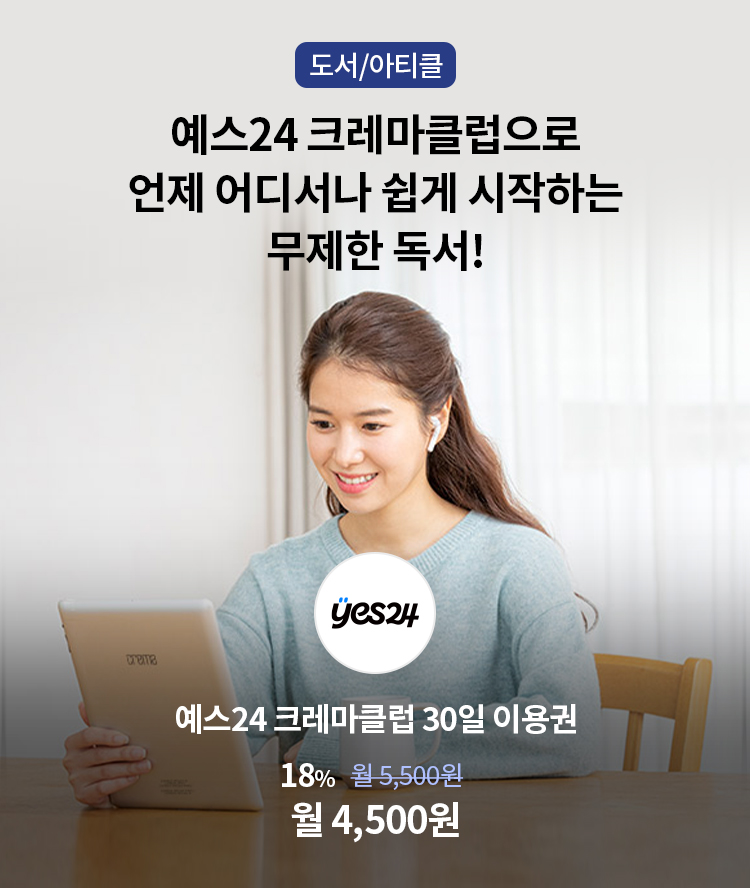 도서/아티클
예스24 크레마클럽으로
언제 어디서나 쉽게 시작하는
무제한 독서!
yes24
crema
예스24 크레마클럽 30일 이용권
18% 월 5,500원
월 4,500원